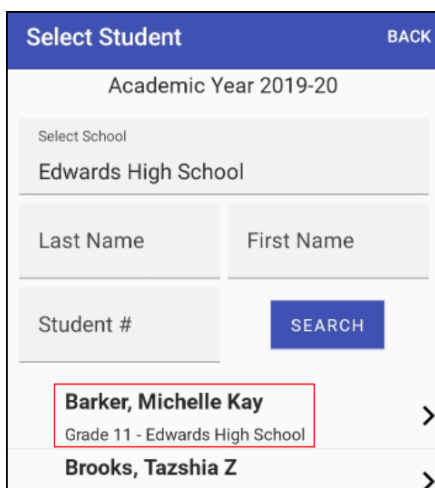 Select Student BACK
Academic Year 2019-20
Select School
Edwards High School
Last Name First Name
Student # SEARCH
Barker, Michelle Kay
Grade 11 - Edwards High School
Brooks, Tazshia Z